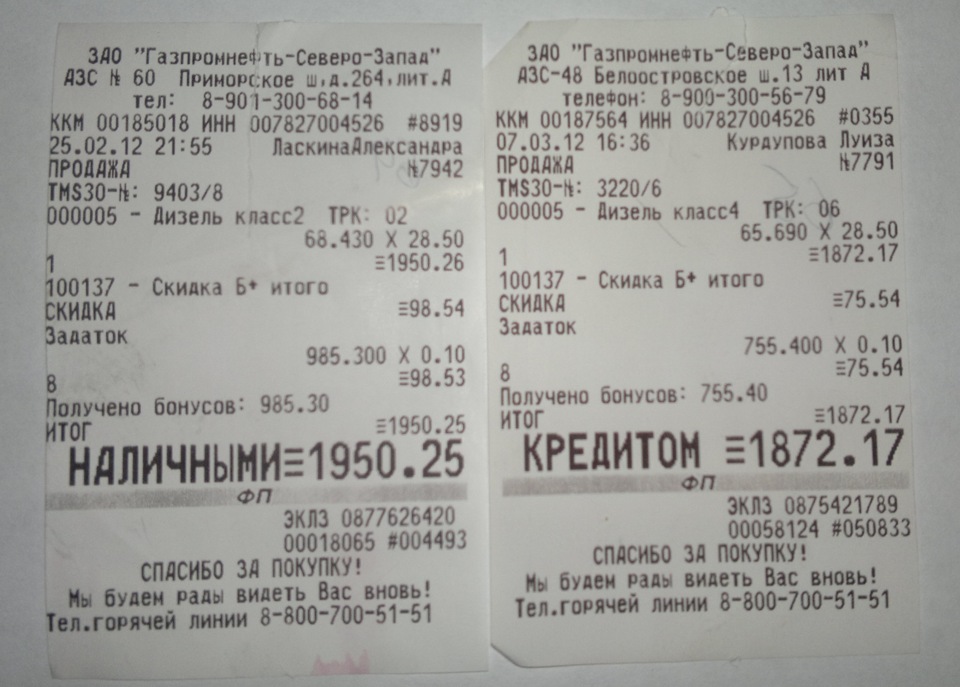 ЗАО "Газпромнефть-Северо-Запад"
АЗС № 60 Приморское ш,д.264,лит.А
тел: 8-901-300-68-14
ККМ 00185018 ИНН 007827004526 #8919
25.02.12 21:55 ЛаскинаАлександра
ПРОДАЖА №7942
TMS30-№: 9403/8
000005 - Дизель класс2 ТРК: 02
68.430 X 28.50
1 ≡1950.26
100137 - Скидка Б+ итого
СКИДКА ≡98.54
Задаток
985.300 X 0.10
8 ≡98.53
Получено бонусов: 985.30
ИТОГ ≡1950.25
НАЛИЧНЫМИ≡1950.25
ФП
ЭКЛЗ 0877626420
00018065 #004493
СПАСИБО ЗА ПОКУПКУ!
Мы будем рады видеть Вас вновь!
Тел.горячей линии 8-800-700-51-51
ЗАО "Газпромнефть-Северо-Запад"
АЗС-48 Белоостровское ш.13 лит А
телефон: 8-900-300-56-79
ККМ 00187564 ИНН 007827004526 #0355
07.03.12 16:36 Курдупова Луиза
ПРОДАЖА №7791
TMS30-№: 3220/6
000005 - Дизель класс4 ТРК: 06
65.690 X 28.50
1 ≡1872.17
100137 - Скидка Б+ итого
СКИДКА ≡75.54
Задаток
755.400 X 0.10
8 ≡75.54
Получено бонусов: 755.40
ИТОГ ≡1872.17
КРЕДИТОМ ≡1872.17
ФП
ЭКЛЗ 0875421789
00058124 #050833
СПАСИБО ЗА ПОКУПКУ!
Мы будем рады видеть Вас вновь!
Тел.горячей линии 8-800-700-51-51